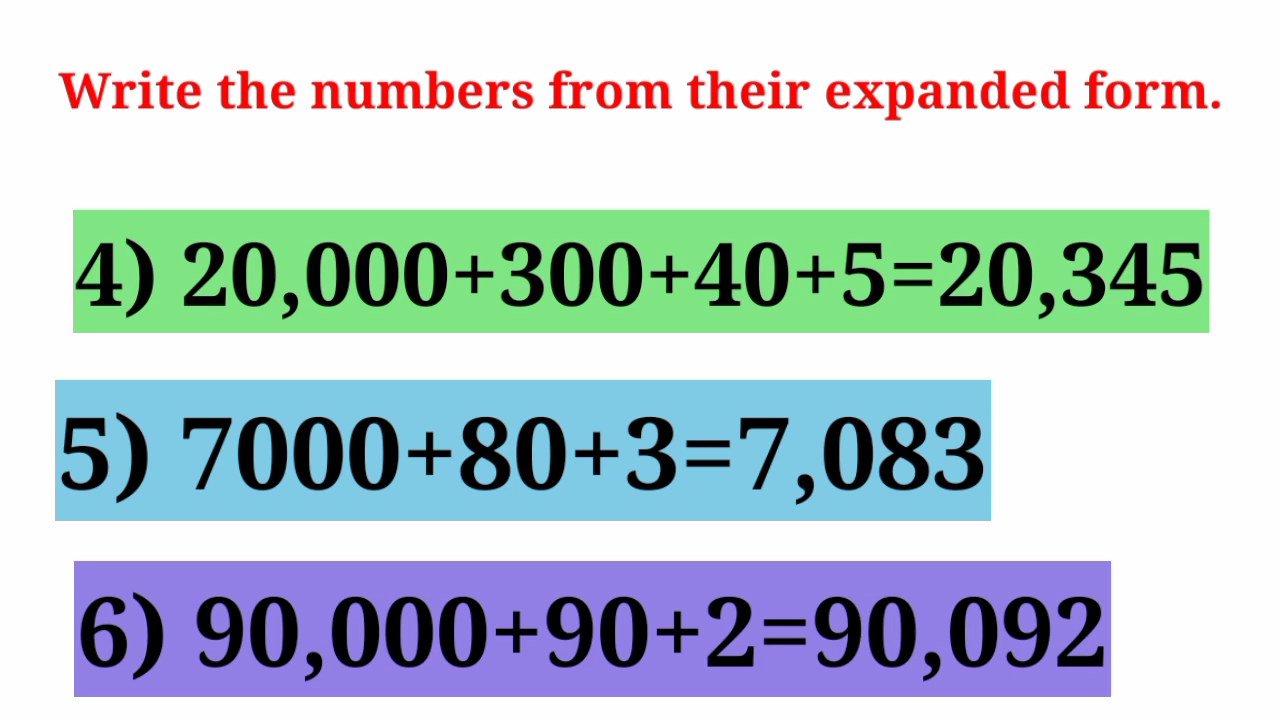 Write the numbers from their expanded form.
4) 20,000+300+40+5=20,345
5) 7000+80+3=7,083
6) 90,000+90+2=90,092